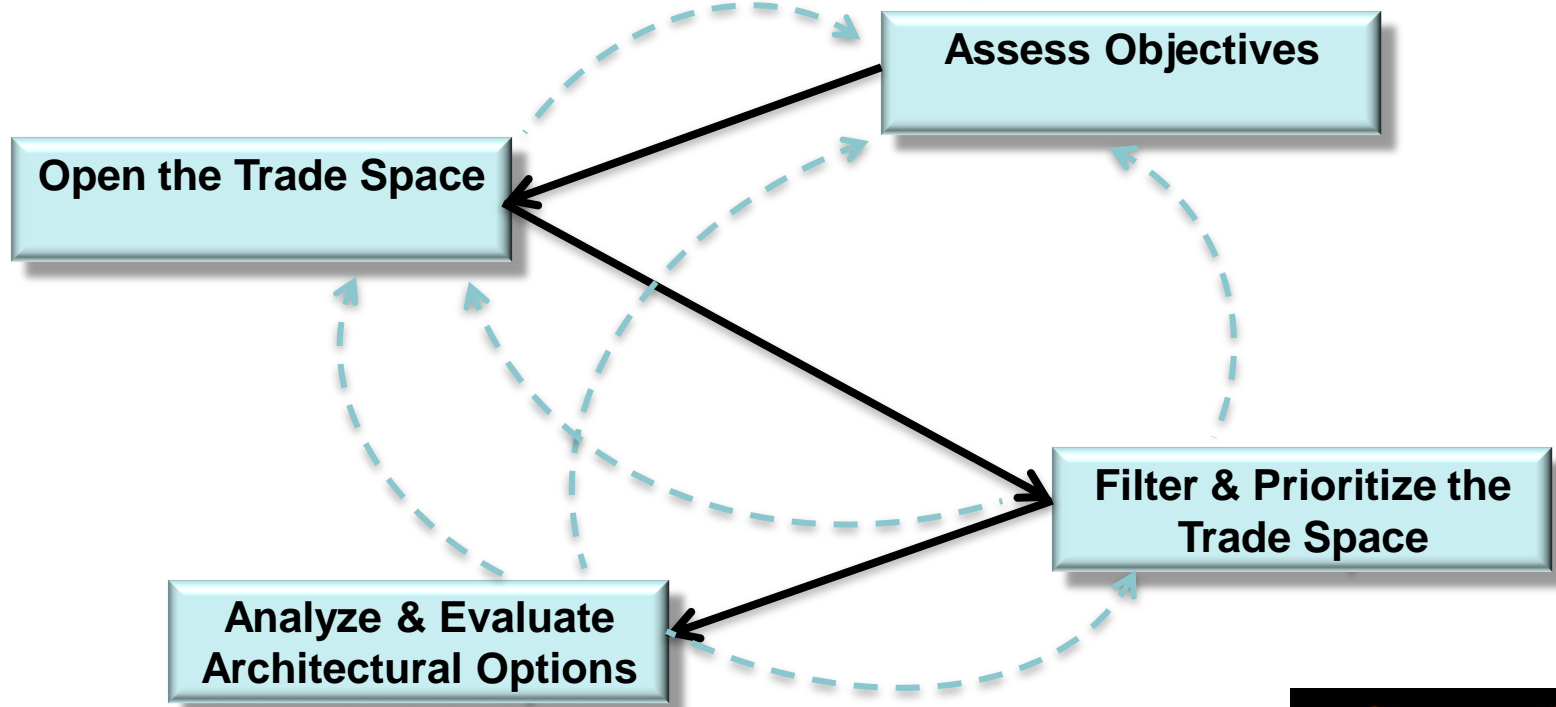 Assess Objectives
Open the Trade Space
Filter & Prioritize the
Trade Space
Analyze & Evaluate
Architectural Options